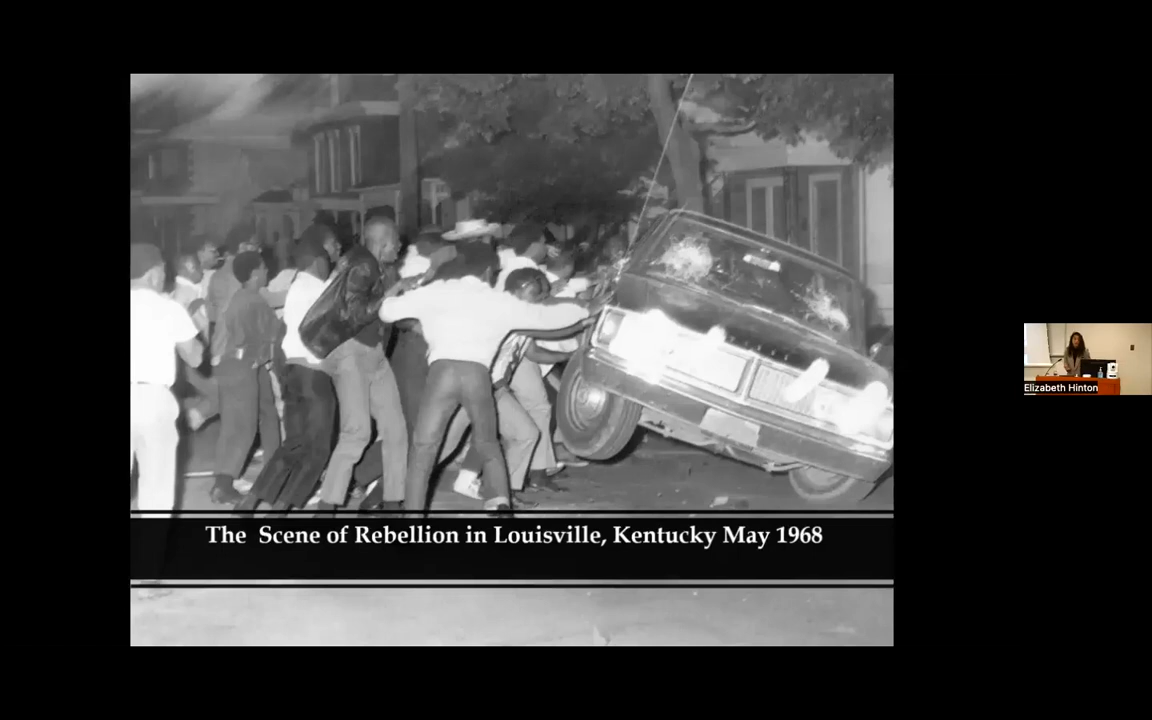 The  Scene of Rebellion in Louisville, Kentucky May 1968
Elizabeth Hinton